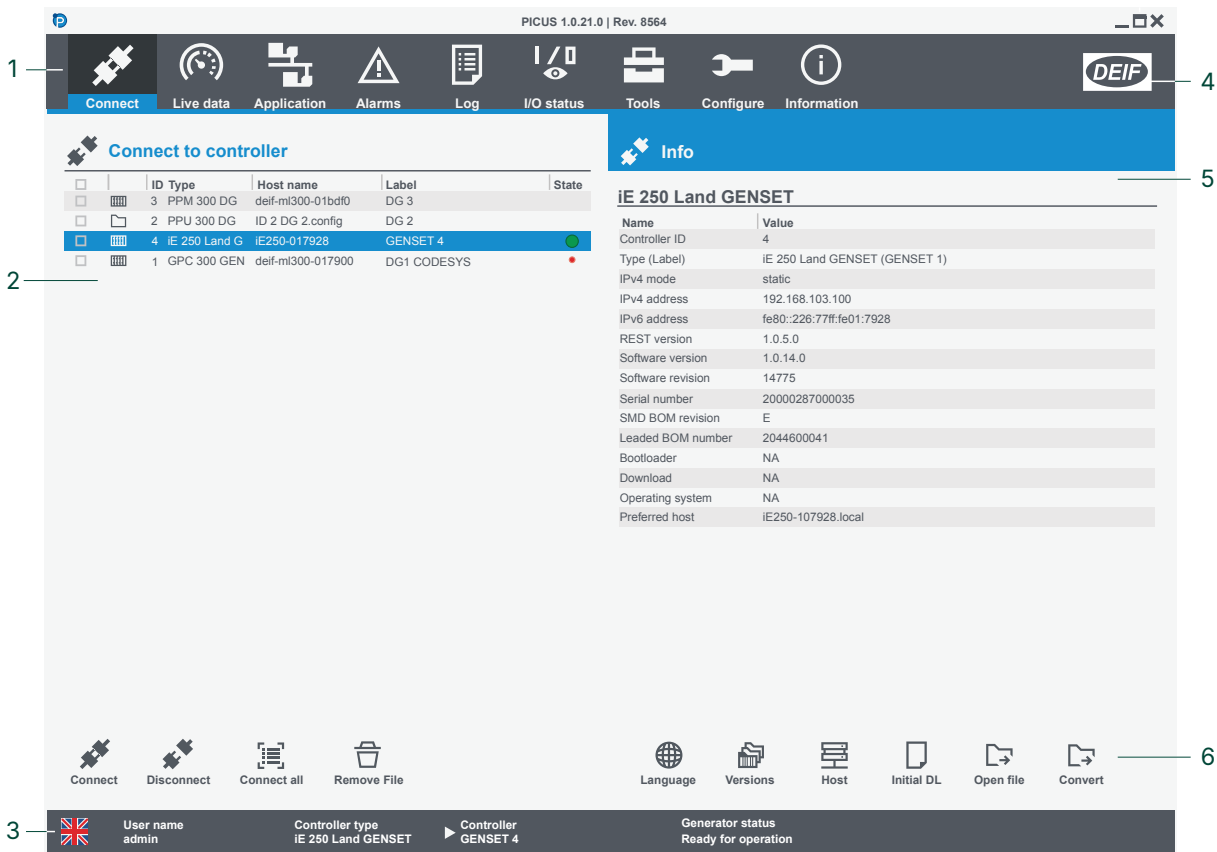 PICUS 1.0.21.0 | Rev. 8564
1
Connect Live data Application Alarms Log I/O status Tools Configure Information
DEIF
4
Connect to controller
Info
5
ID Type Host name Label State
3 PPM 300 DG deif-ml300-01bdf0 DG 3
2 PPU 300 DG ID 2 DG 2.config DG 2
4 iE 250 Land G iE250-017928 GENSET 4
1 GPC 300 GEN deif-ml300-017900 DG1 CODESYS
2
iE 250 Land GENSET
Name Value
Controller ID 4
Type (Label) iE 250 Land GENSET (GENSET 1)
IPv4 mode static
IPv4 address 192.168.103.100
IPv6 address fe80::226:77ff:fe01:7928
REST version 1.0.5.0
Software version 1.0.14.0
Software revision 14775
Serial number 20000287000035
SMD BOM revision E
Leaded BOM number 2044600041
Bootloader NA
Download NA
Operating system NA
Preferred host iE250-107928.local
Connect Disconnect Connect all Remove File
Language Versions Host Initial DL Open file Convert
6
3
User name
admin
Controller type
iE 250 Land GENSET
Controller
GENSET 4
Generator status
Ready for operation